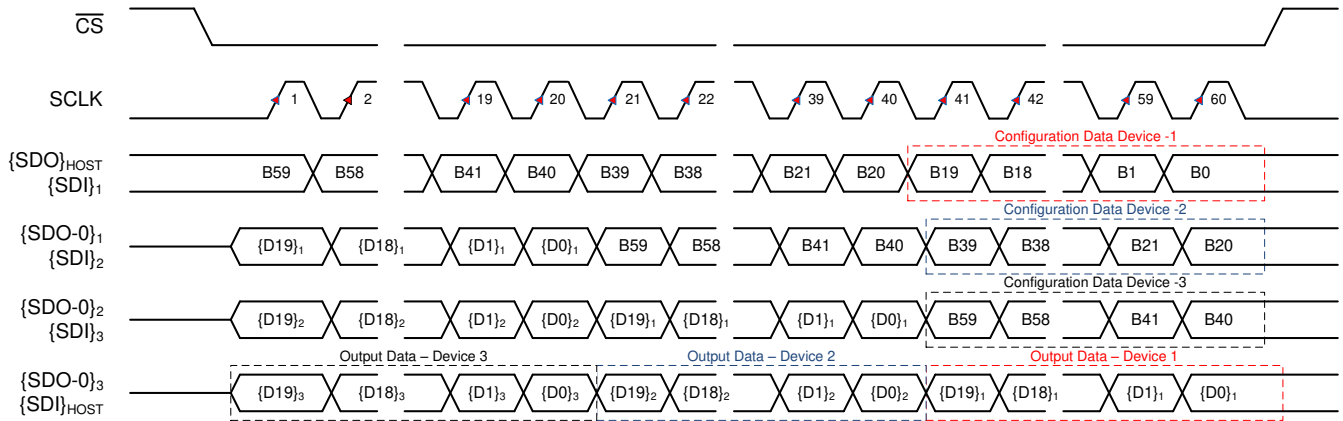 CS
SCLK
1 2 19 20 21 22 39 40 41 42 59 60
Configuration Data Device -1
{SDO}HOST
{SDI}1
B59 B58 B41 B40 B39 B38 B21 B20 B19 B18 B1 B0
Configuration Data Device -2
{SDO-0}1
{SDI}2
{D19}1 {D18}1 {D1}1 {D0}1 B59 B58 B41 B40 B39 B38 B21 B20
Configuration Data Device -3
{SDO-0}2
{SDI}3
{D19}2 {D18}2 {D1}2 {D0}2 {D19}1 {D18}1 {D1}1 {D0}1 B59 B58 B41 B40
Output Data – Device 3 Output Data – Device 2 Output Data – Device 1
{SDO-0}3
{SDI}HOST
{D19}3 {D18}3 {D1}3 {D0}3 {D19}2 {D18}2 {D1}2 {D0}2 {D19}1 {D18}1 {D1}1 {D0}1